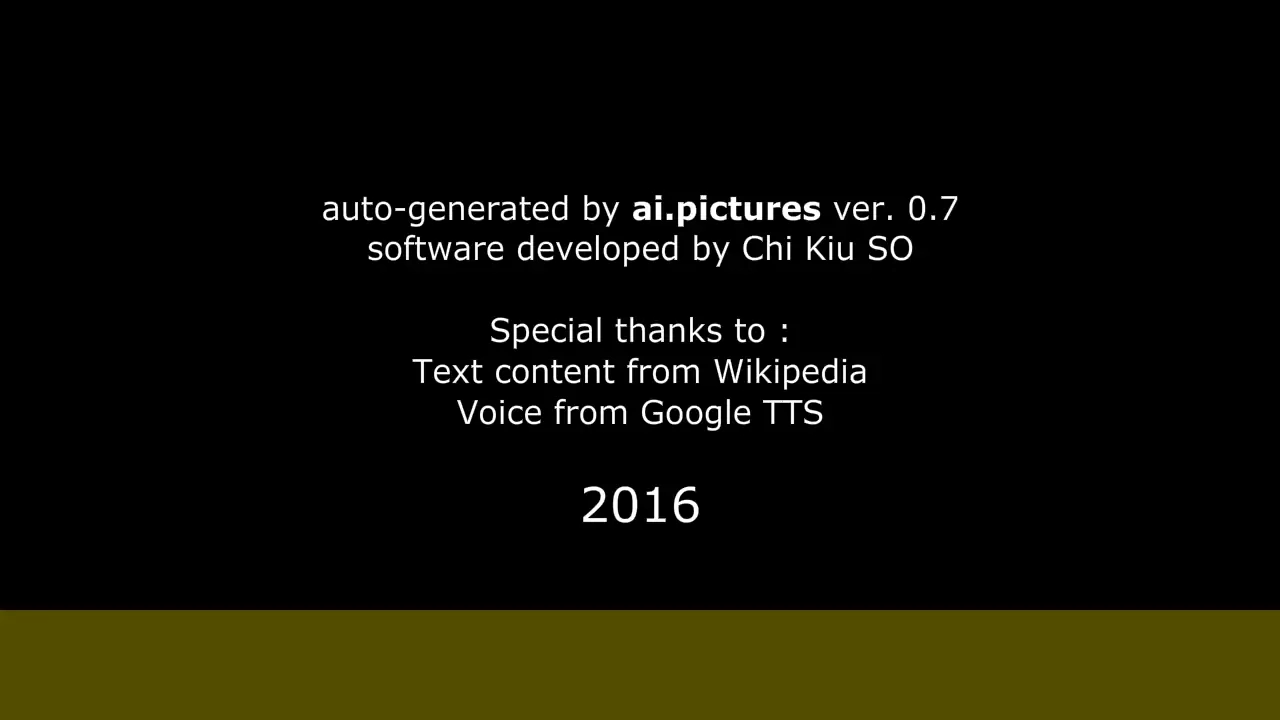 auto-generated by ai.pictures ver. 0.7
software developed by Chi Kiu SO
Special thanks to :
Text content from Wikipedia
Voice from Google TTS
2016